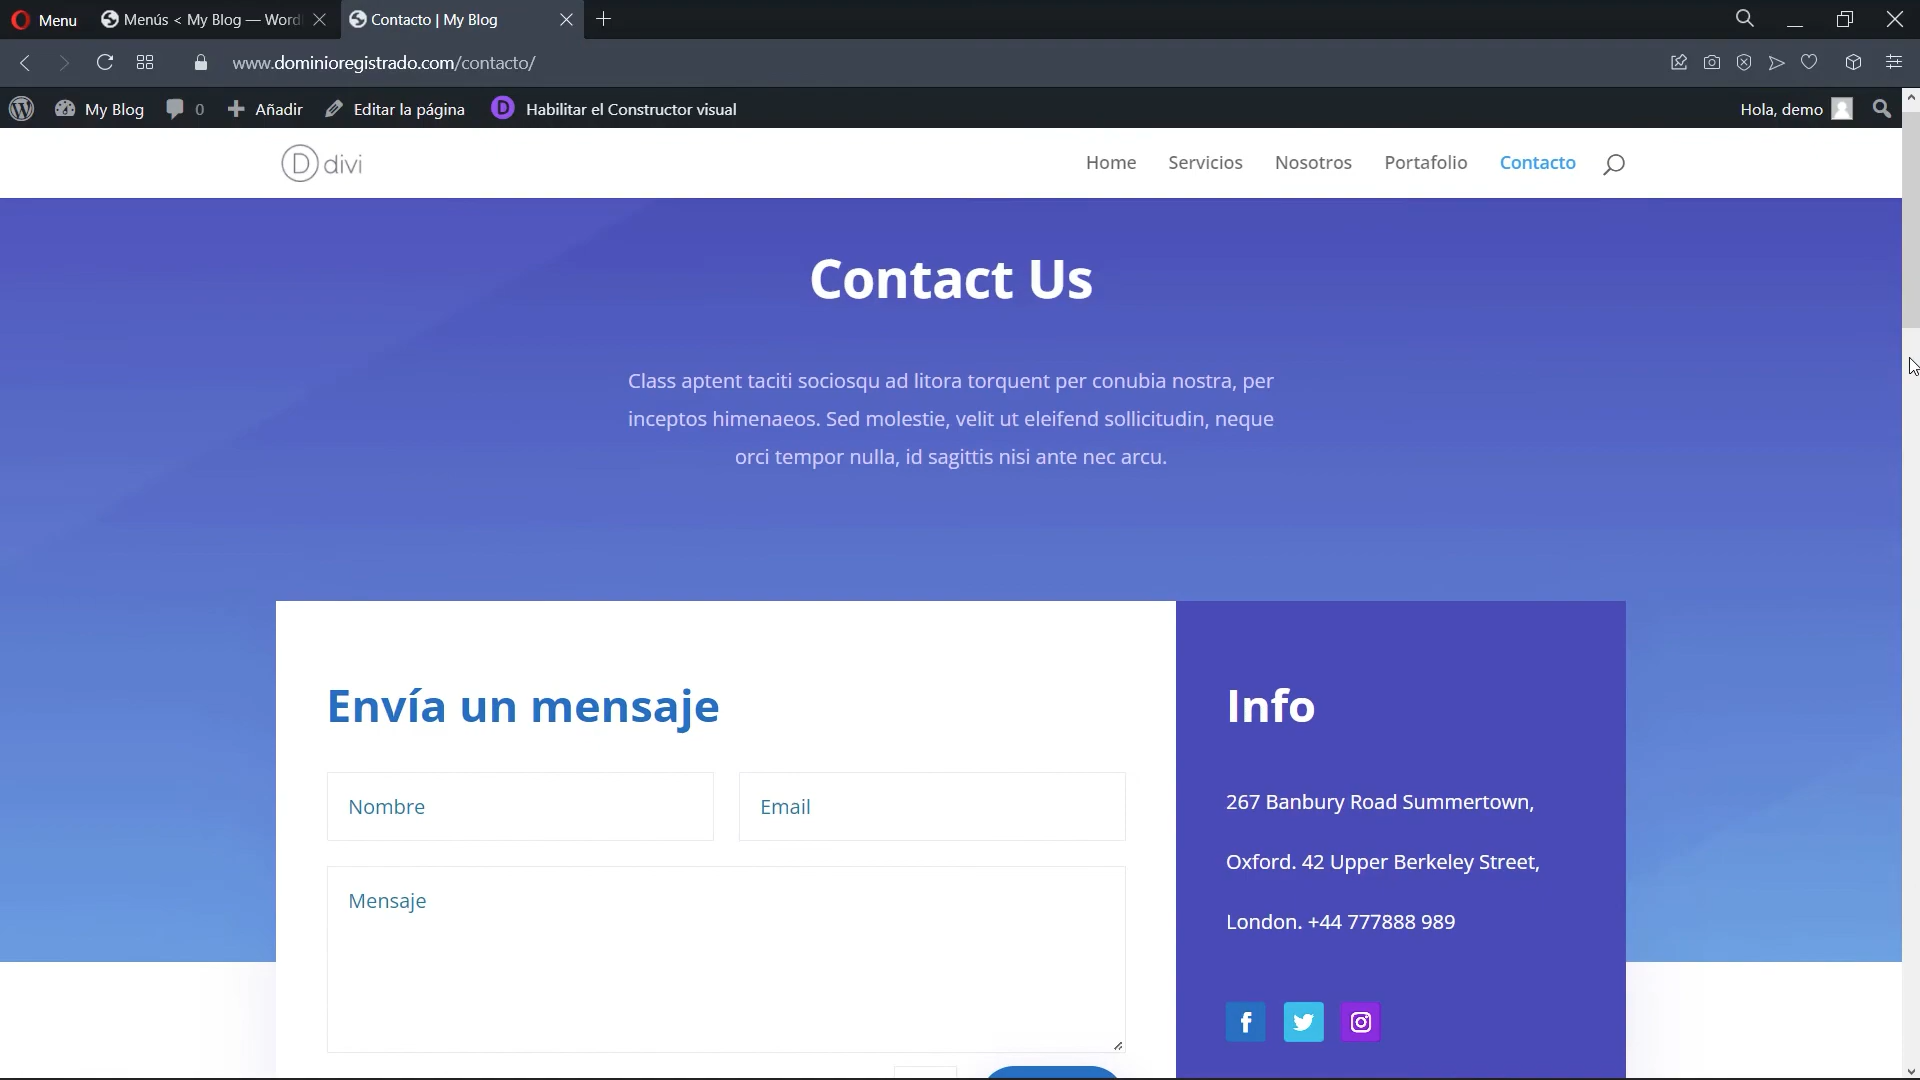 Menu
Menús < My Blog — Word
Contacto | My Blog
www.dominioregistrado.com/contacto/
My Blog
0
Añadir
Editar la página
D
Habilitar el Constructor visual
Hola, demo
D divi
Home
Servicios
Nosotros
Portafolio
Contacto
Contact Us
Class aptent taciti sociosqu ad litora torquent per conubia nostra, per
inceptos himenaeos. Sed molestie, velit ut eleifend sollicitudin, neque
orci tempor nulla, id sagittis nisi ante nec arcu.
Envía un mensaje
Nombre
Email
Mensaje
Info
267 Banbury Road Summertown,
Oxford. 42 Upper Berkeley Street,
London. +44 777888 989